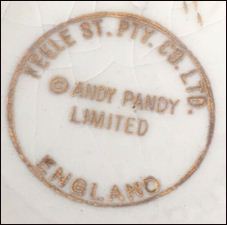 KEELE ST. PTY. CO. LTD.
© ANDY PANDY
LIMITED
ENGLAND